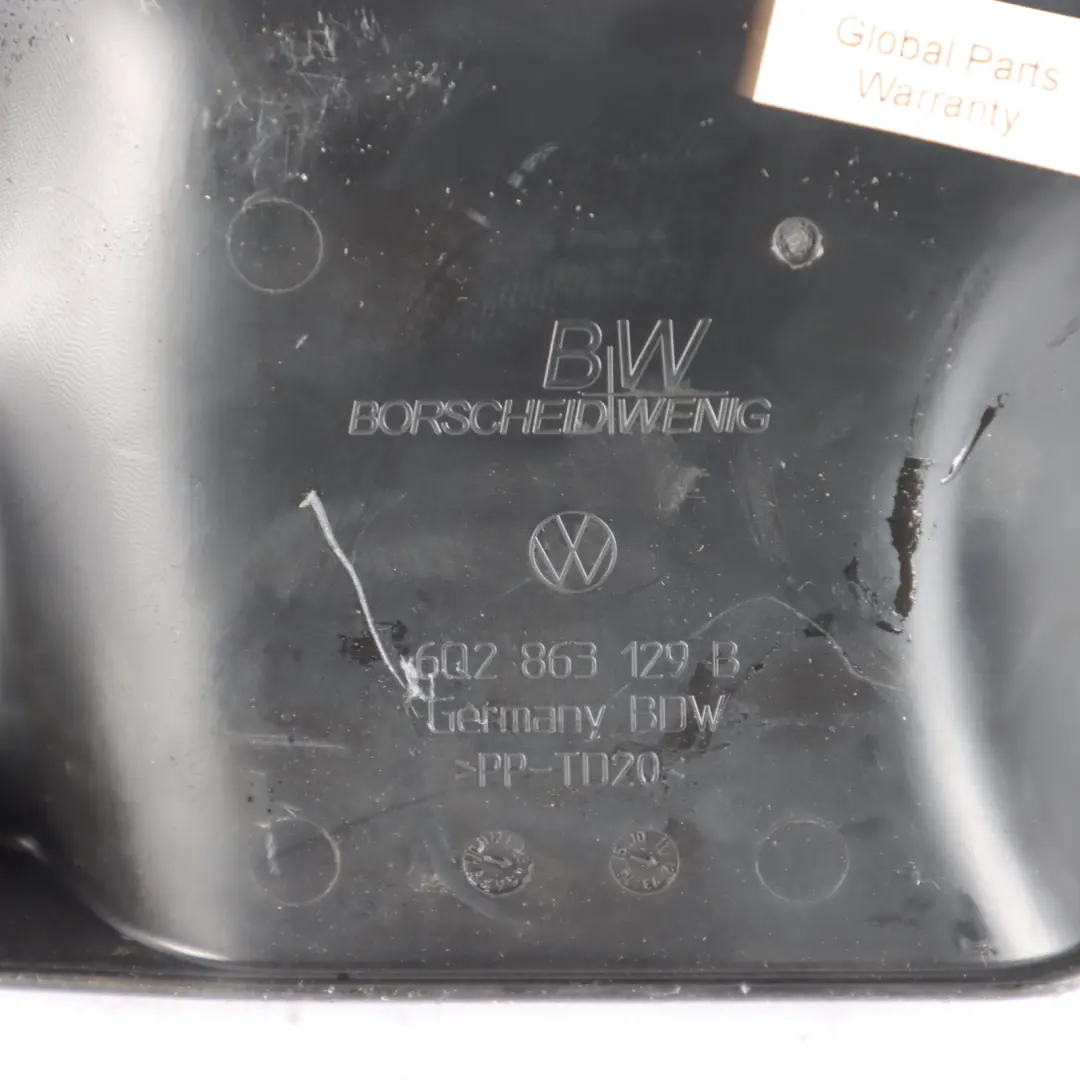 Global Parts
Warranty
BW
BORSCHEID WENIG
6Q2 863 129 B
Germany BDW
>PP-TD20<